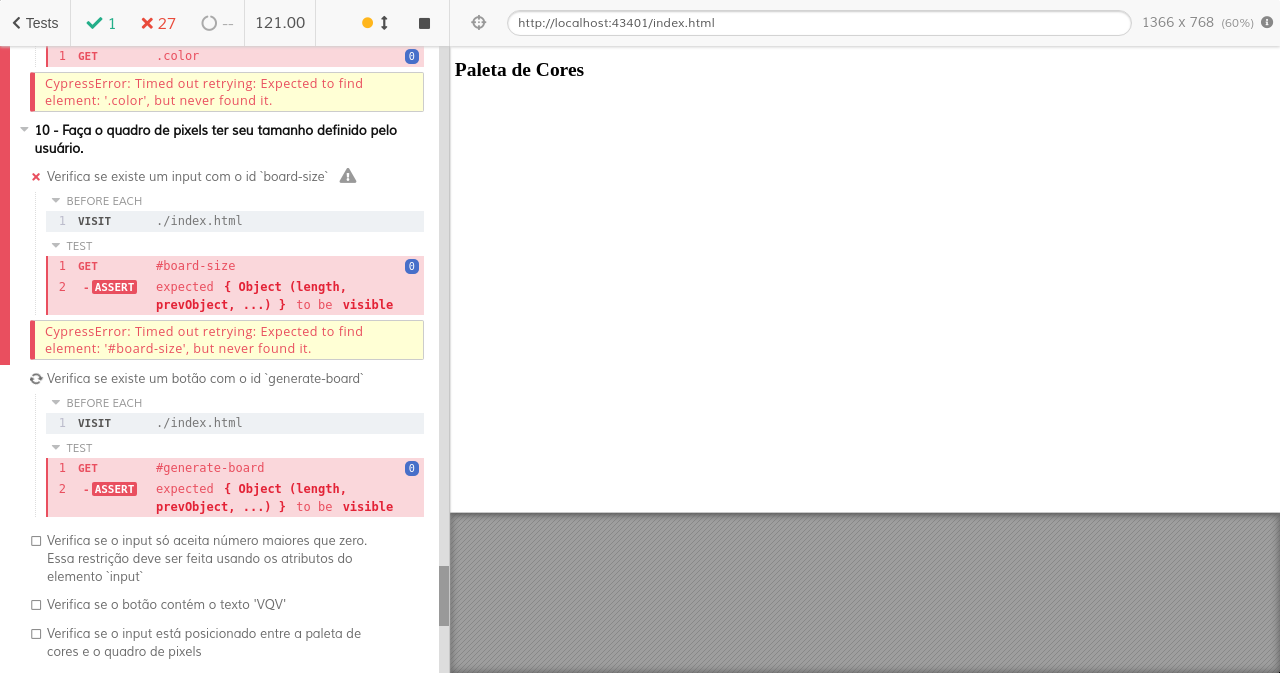 Tests
1
27
--
121.00
http://localhost:43401/index.html
1366 x 768 (60%)
1 GET .color 0
CypressError: Timed out retrying: Expected to find
element: '.color', but never found it.
10 - Faça o quadro de pixels ter seu tamanho definido pelo
usuário.
Verifica se existe um input com o id `board-size`
BEFORE EACH
1 VISIT ./index.html
TEST
1 GET #board-size 0
2 -ASSERT expected { Object (length,
prevObject, ...) } to be visible
CypressError: Timed out retrying: Expected to find
element: '#board-size', but never found it.
Verifica se existe um botão com o id `generate-board`
BEFORE EACH
1 VISIT ./index.html
TEST
1 GET #generate-board 0
2 -ASSERT expected { Object (length,
prevObject, ...) } to be visible
Verifica se o input só aceita número maiores que zero.
Essa restrição deve ser feita usando os atributos do
elemento `input`
Verifica se o botão contém o texto 'VQV'
Verifica se o input está posicionado entre a paleta de
cores e o quadro de pixels
Paleta de Cores